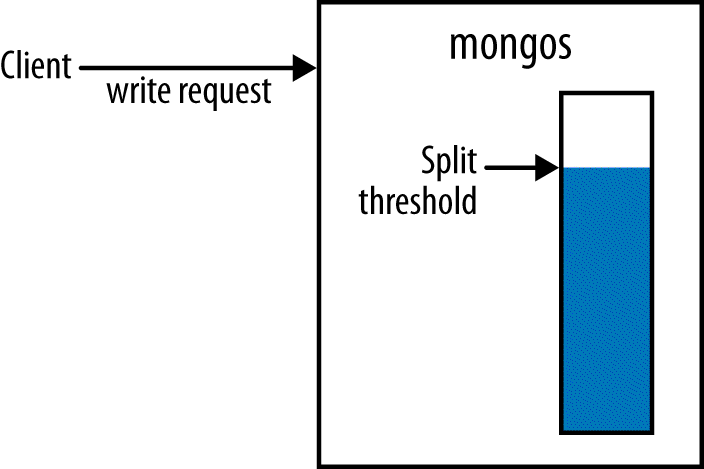 mongos
Client
write request
Split
threshold